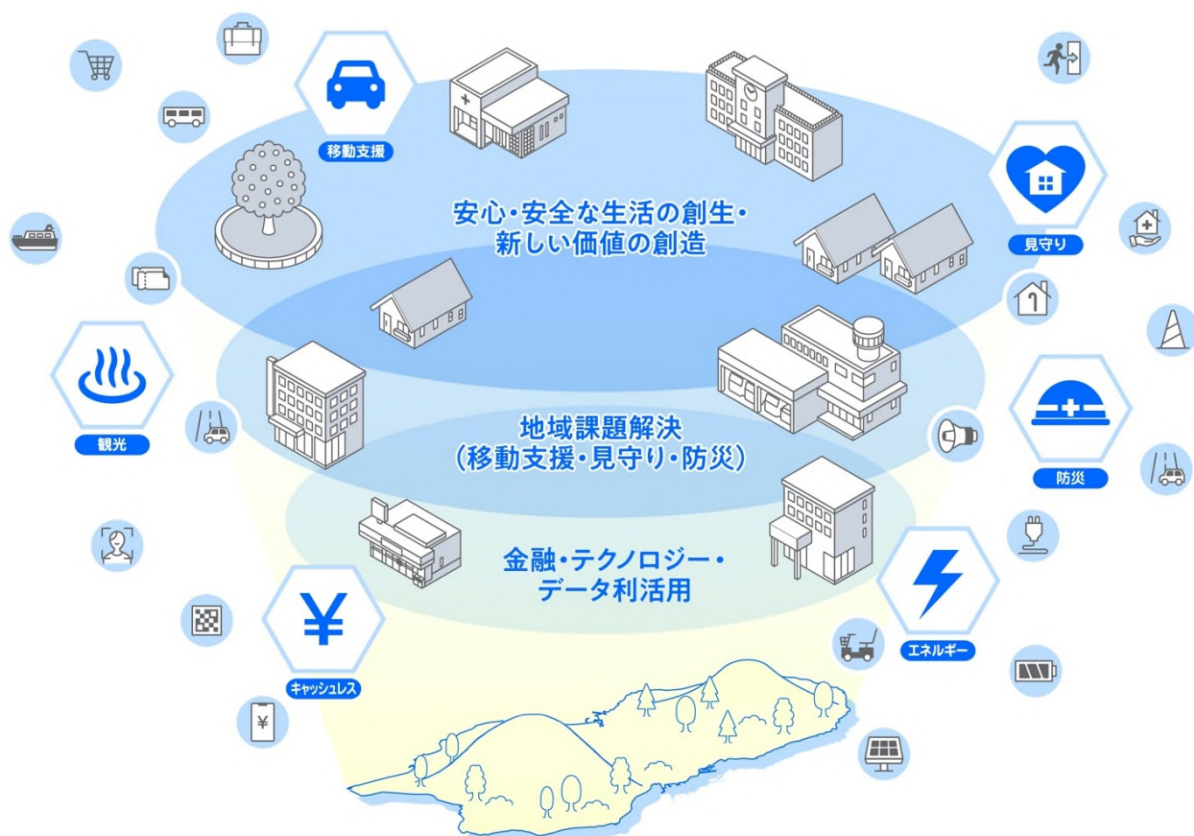 移動支援
安心・安全な生活の創生・
新しい価値の創造
見守り
観光
地域課題解決
(移動支援・見守り・防災)
防災
金融・テクノロジー・
データ利活用
¥
キャッシュレス
エネルギー
¥